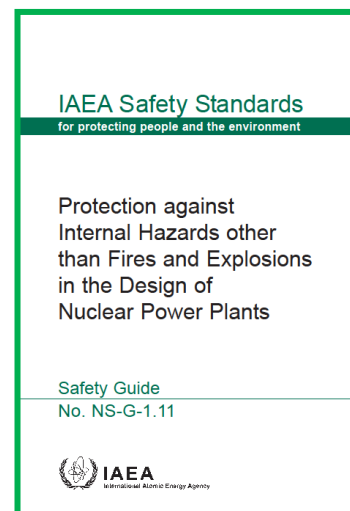 IAEA Safety Standards
for protecting people and the environment
Protection against
Internal Hazards other
than Fires and Explosions
in the Design of
Nuclear Power Plants
Safety Guide
No. NS-G-1.11
IAEA
International Atomic Energy Agency